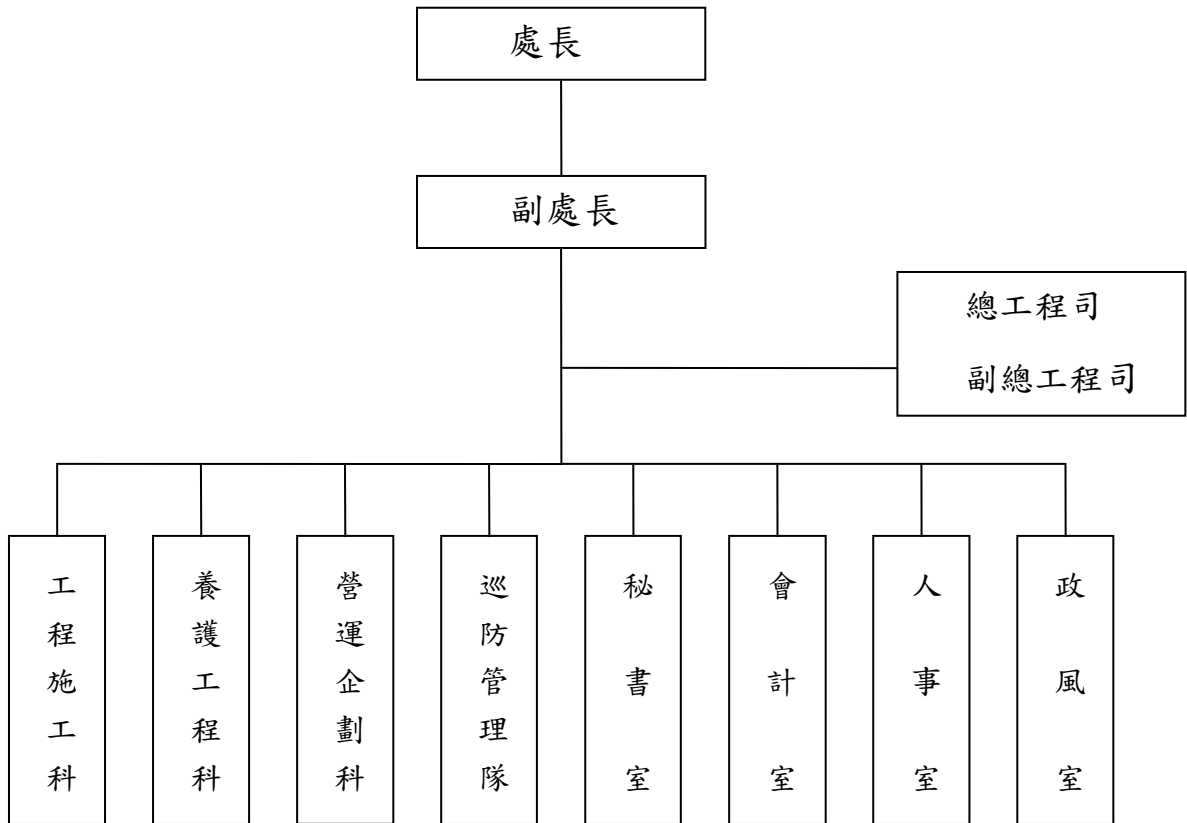 處長
副處長
總工程司
副總工程司
工程施工科
養護工程科
營運企劃科
巡防管理隊
秘書室
會計室
人事室
政風室